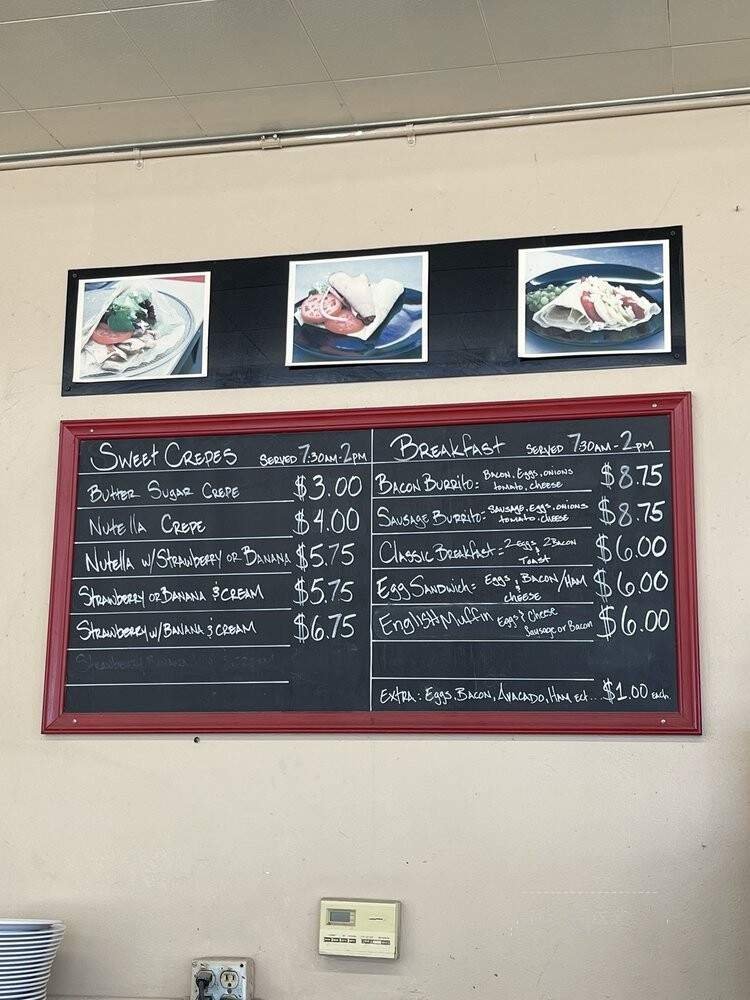 Sweet Crepes Served 7:30am-2pm
Butter Sugar Crepe $3.00
Nutella Crepe $4.00
Nutella w/Strawberry or Banana $5.75
Strawberry or Banana & Cream $5.75
Strawberry w/Banana & Cream $6.75
Breakfast Served 7:30am-2pm
Bacon Burrito: Bacon, Eggs, onions
tomato, cheese $8.75
Sausage Burrito: Sausage, Eggs, onions
tomato, cheese $8.75
Classic Breakfast = 2 eggs 2 Bacon
& Toast $6.00
Egg Sandwich: Eggs & Bacon/Ham
cheese $6.00
English Muffin Eggs & Cheese
Sausage or Bacon $6.00
Extra: Eggs, Bacon, Avacado, Ham ect... $1.00 each